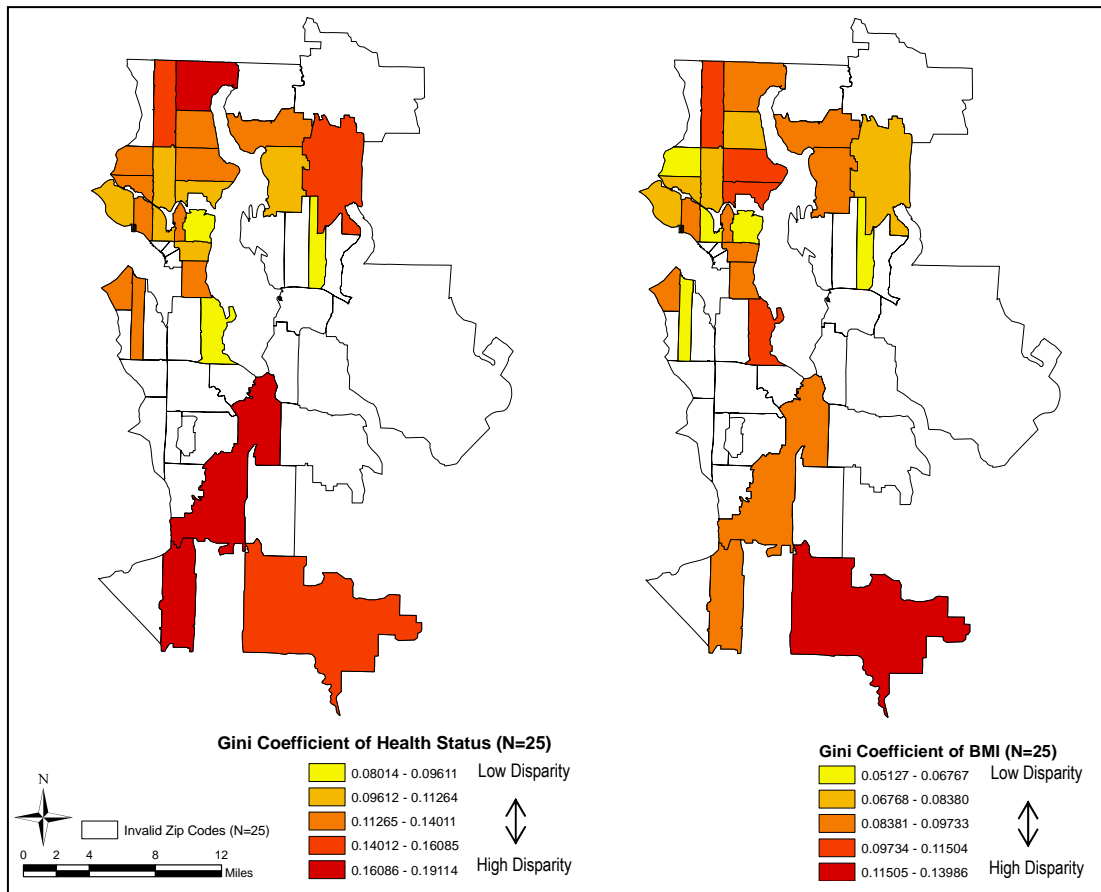 Gini Coefficient of Health Status (N=25)
0.08014 - 0.09611
0.09612 - 0.11264
0.11265 - 0.14011
0.14012 - 0.16085
0.16086 - 0.19114
Low Disparity
High Disparity
Gini Coefficient of BMI (N=25)
0.05127 - 0.06767
0.06768 - 0.08380
0.08381 - 0.09733
0.09734 - 0.11504
0.11505 - 0.13986
Low Disparity
High Disparity
N
Invalid Zip Codes (N=25)
0 2 4 8 12
Miles